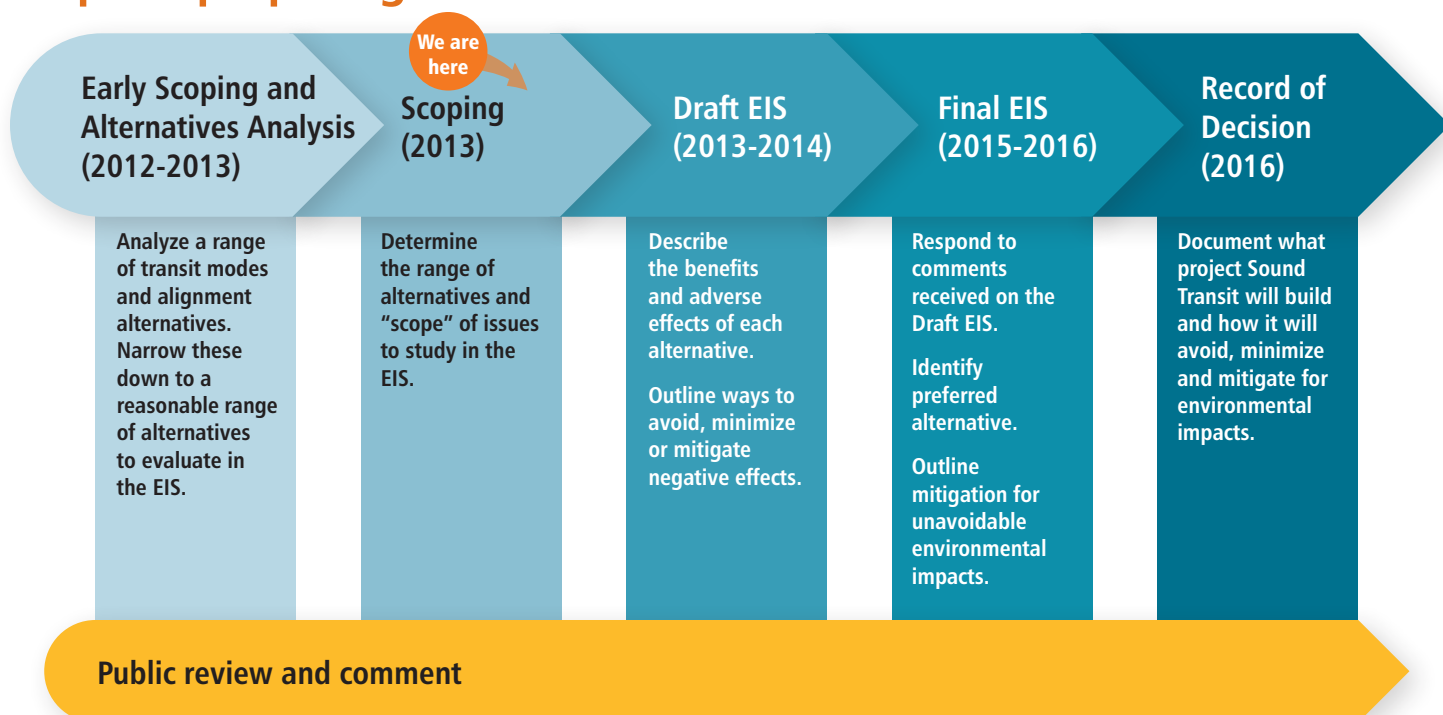 We are
here
Early Scoping and
Alternatives Analysis
(2012-2013)
Scoping
(2013)
Draft EIS
(2013-2014)
Final EIS
(2015-2016)
Record of
Decision
(2016)
Analyze a range
of transit modes
and alignment
alternatives.
Narrow these
down to a
reasonable range
of alternatives
to evaluate in
the EIS.
Determine
the range of
alternatives and
“scope” of issues
to study in the
EIS.
Describe
the benefits
and adverse
effects of each
alternative.
Outline ways to
avoid, minimize
or mitigate
negative effects.
Respond to
comments
received on the
Draft EIS.
Identify
preferred
alternative.
Outline
mitigation for
unavoidable
environmental
impacts.
Document what
project Sound
Transit will build
and how it will
avoid, minimize
and mitigate for
environmental
impacts.
Public review and comment